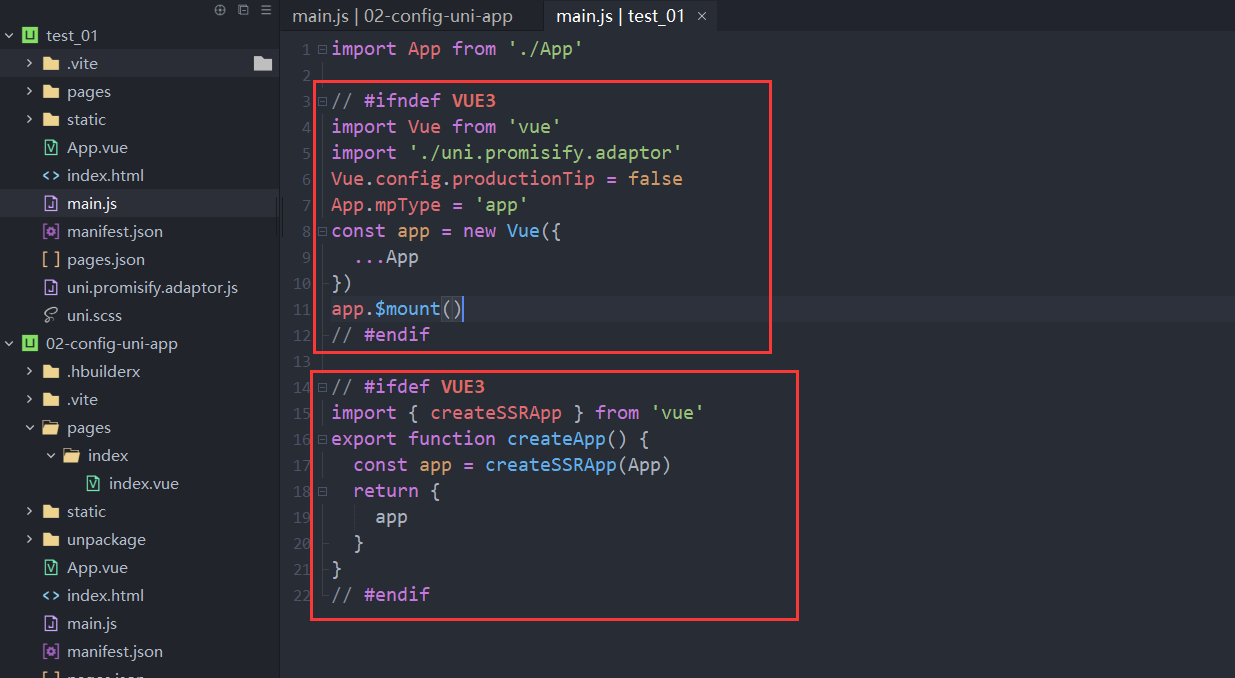 main.js | 02-config-uni-app
main.js | test_01 ×
test_01
.vite
pages
static
App.vue
index.html
main.js
manifest.json
pages.json
uni.promisify.adaptor.js
uni.scss
02-config-uni-app
.hbuilderx
.vite
pages
index
index.vue
static
unpackage
App.vue
index.html
main.js
manifest.json
pages.json
1 import App from './App'
2
3 // #ifndef VUE3
4 import Vue from 'vue'
5 import './uni.promisify.adaptor'
6 Vue.config.productionTip = false
7 App.mpType = 'app'
8 const app = new Vue({
9 ...App
10 })
11 app.$mount()
12 // #endif
13
14 // #ifdef VUE3
15 import { createSSRApp } from 'vue'
16 export function createApp() {
17 const app = createSSRApp(App)
18 return {
19 app
20 }
21 }
22 // #endif